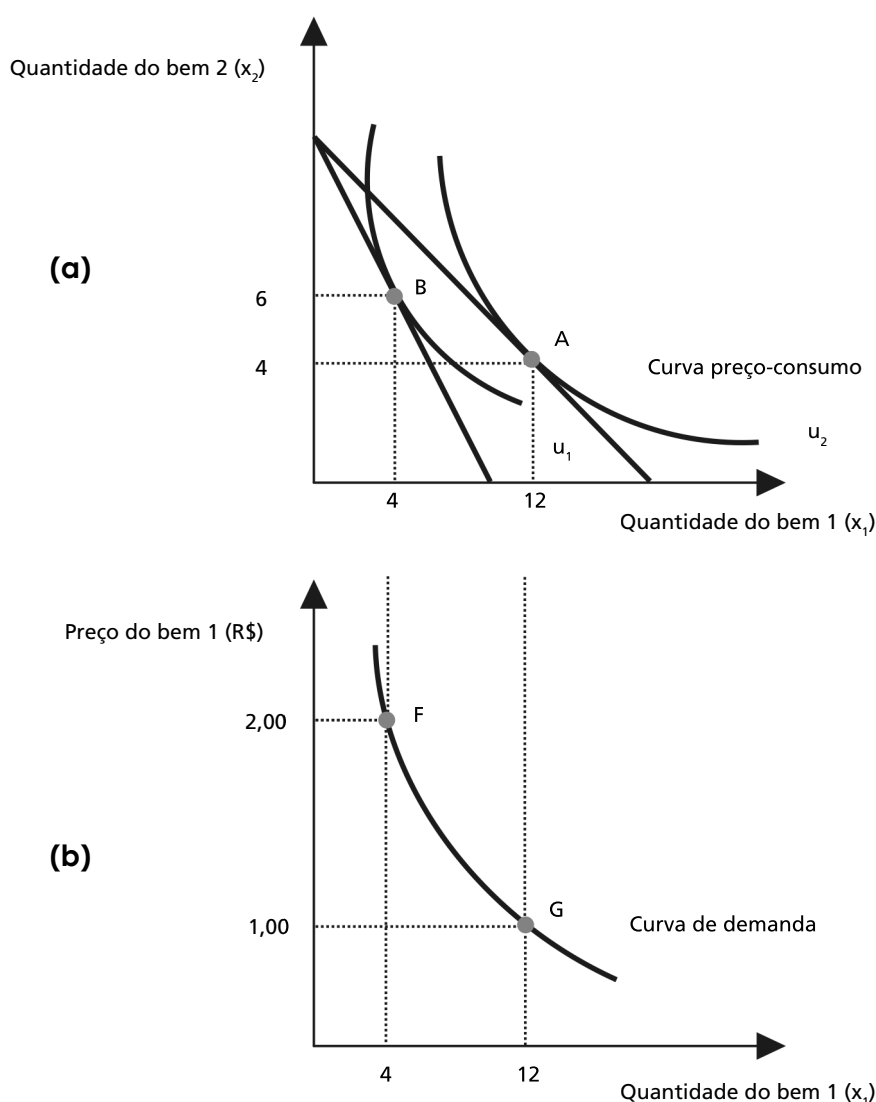 Quantidade do bem 2 (x₂)
(a)
6
B
A
4
Curva preço-consumo
u₂
u₁
4
12
Quantidade do bem 1 (x₁)
Preço do bem 1 (R$)
2,00
F
(b)
G
1,00
Curva de demanda
4
12
Quantidade do bem 1 (x₁)